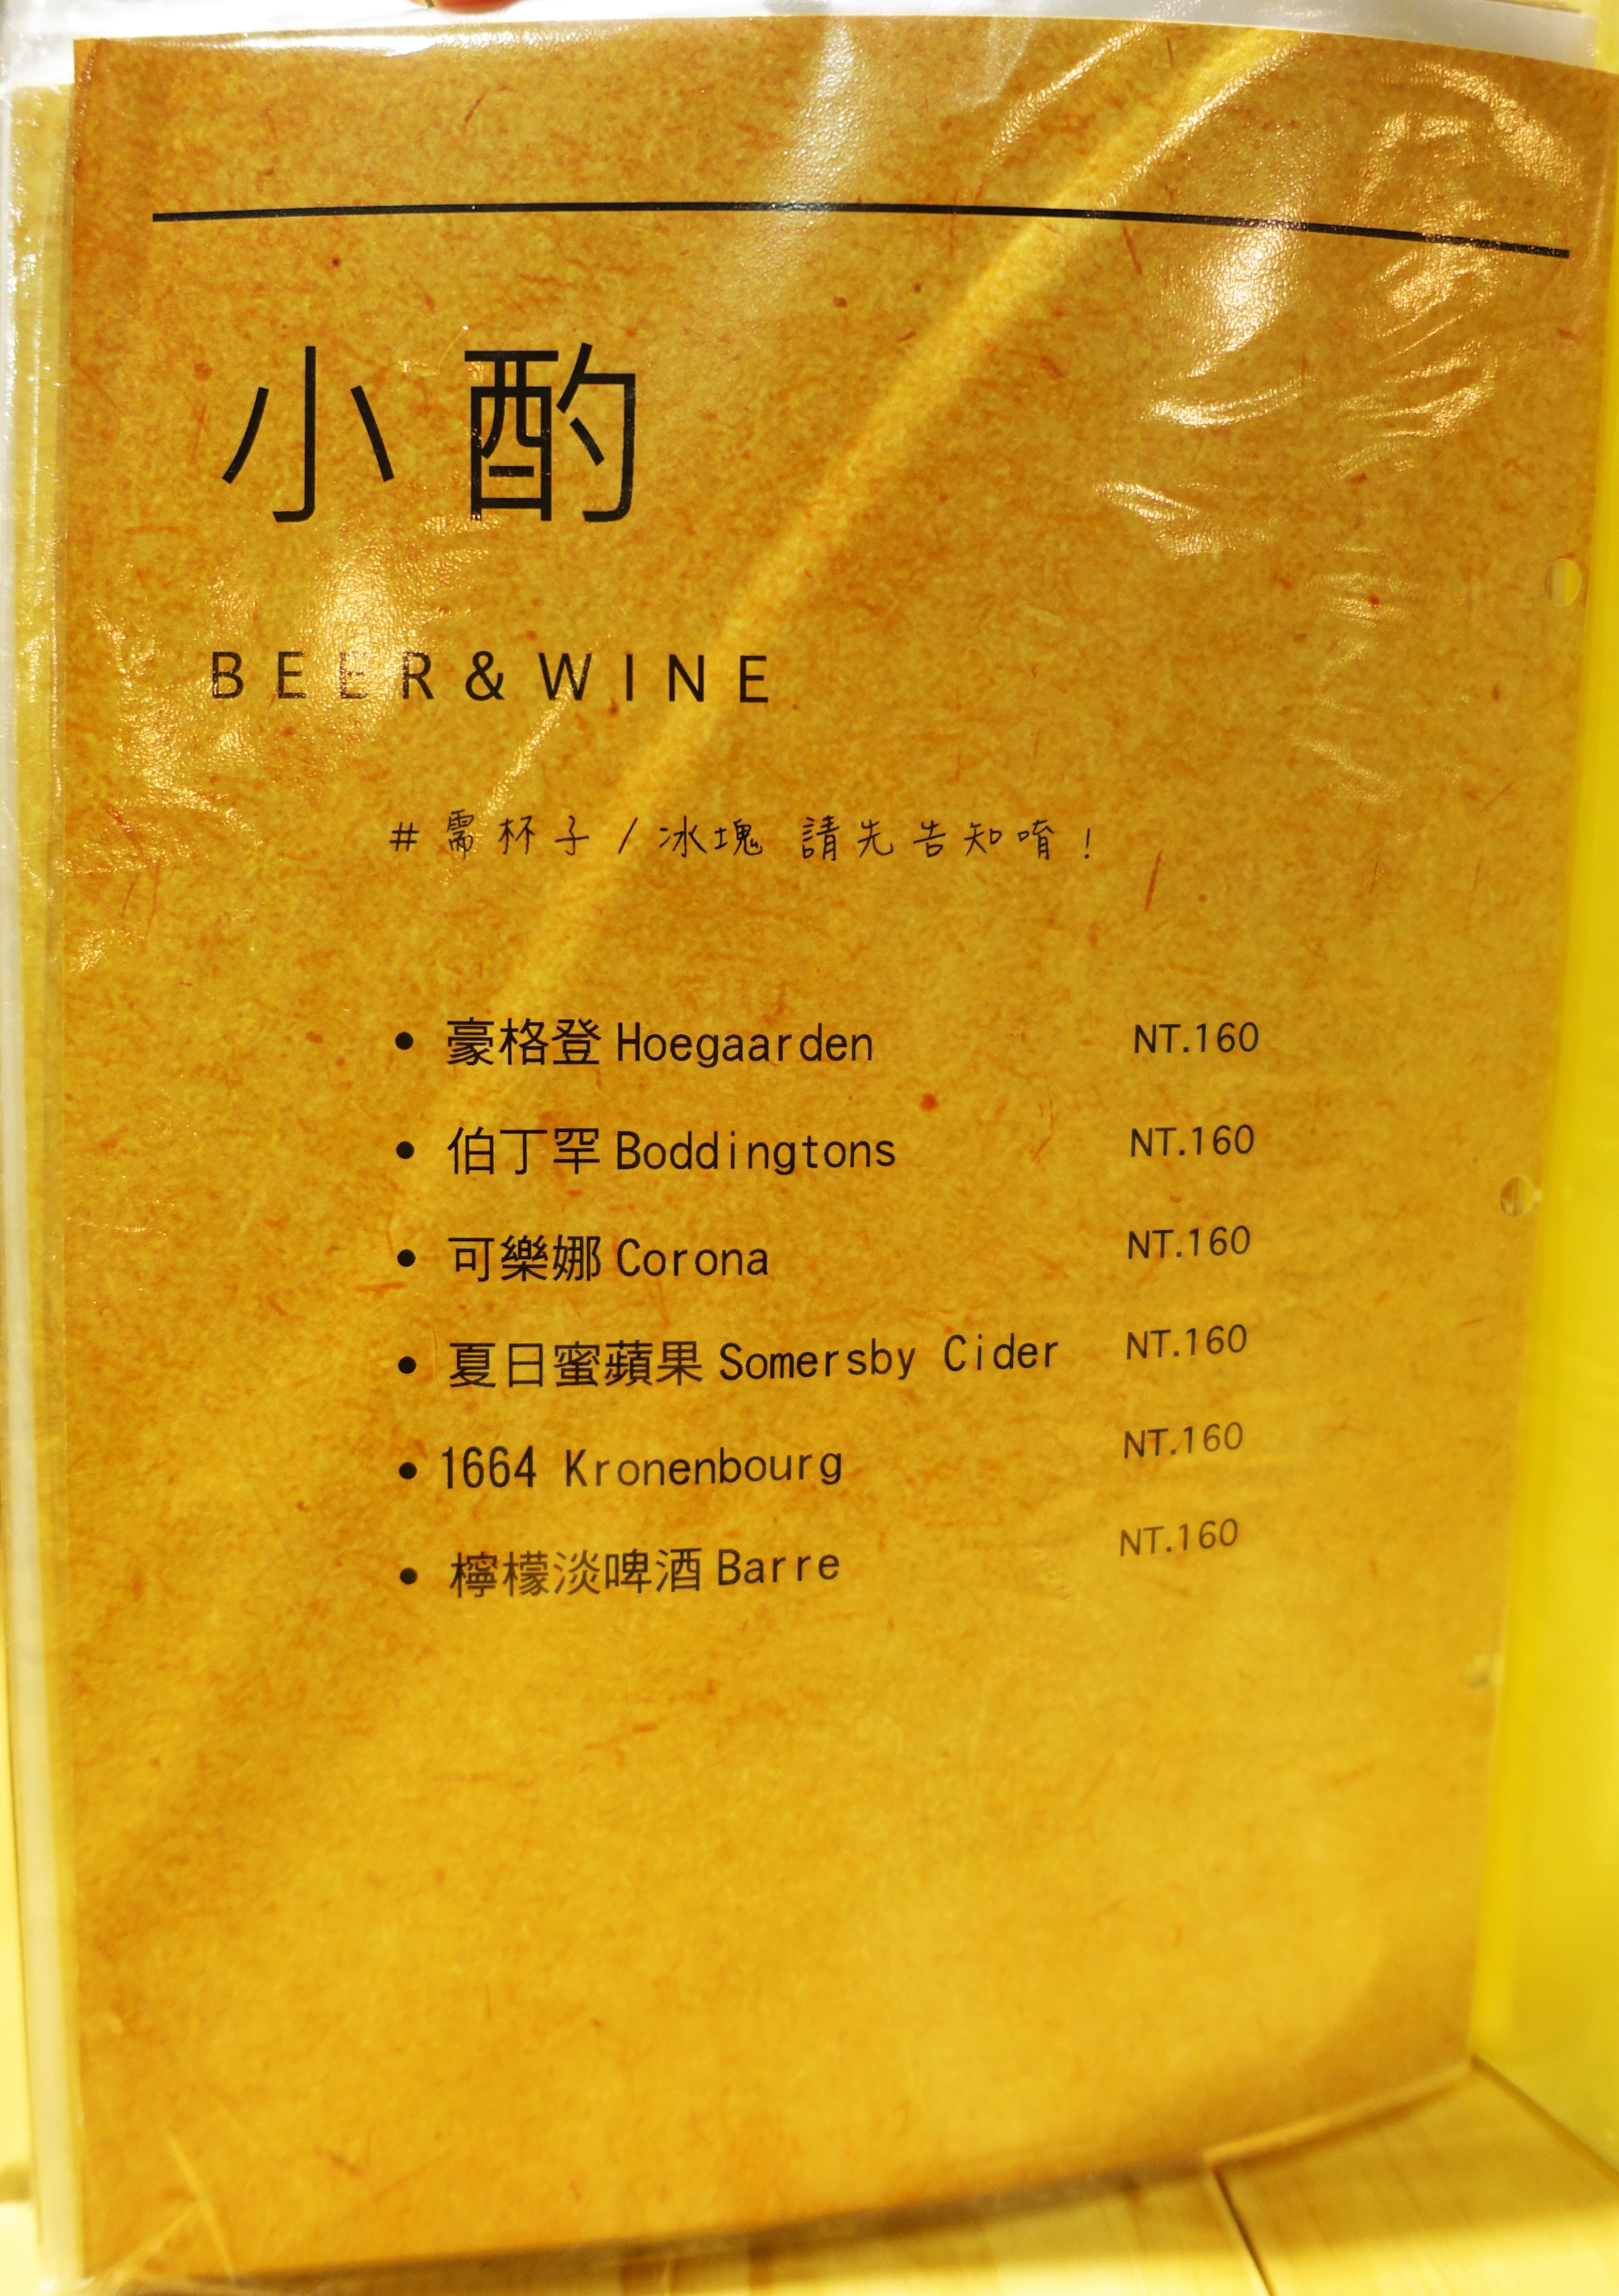 小酌
BEER&WINE
#需杯子/冰塊 請先告知唷!
• 豪格登 Hoegaarden NT.160
• 伯丁罕 Boddingtons NT.160
• 可樂娜 Corona NT.160
• 夏日蜜蘋果 Somersby Cider NT.160
• 1664 Kronenbourg NT.160
• 檸檬淡啤酒 Barre NT.160